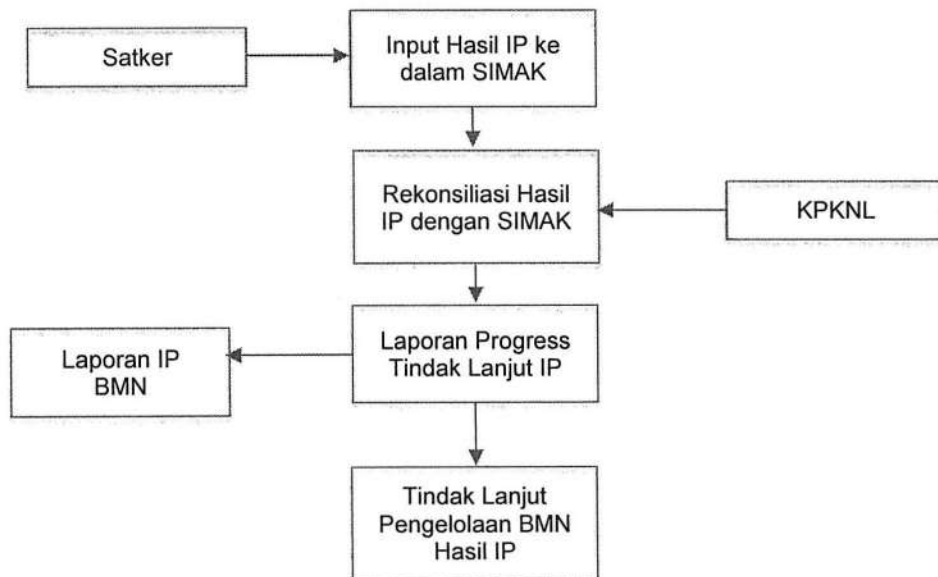 Satker
Input Hasil IP ke
dalam SIMAK
Rekonsiliasi Hasil
IP dengan SIMAK
KPKNL
Laporan IP
BMN
Laporan Progress
Tindak Lanjut IP
Tindak Lanjut
Pengelolaan BMN
Hasil IP